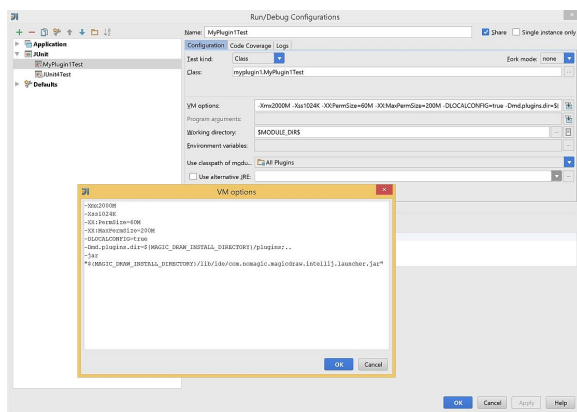 Run/Debug Configurations
Name: MyPlugin1Test
Share
Single instance only
Application
JUnit
MyPlugin1Test
JUnit4Test
Defaults
Configuration Code Coverage Logs
Test kind: Class
Fork mode: none
Class: myplugin1.MyPlugin1Test
VM options: -Xmx2000M -Xss1024K -XX:PermSize=60M -XX:MaxPermSize=200M -DLOCALCONFIG=true -Dmd.plugins.dir=$(
Program arguments:
Working directory: $MODULE_DIR$
Environment variables:
Use classpath of modu... All Plugins
Use alternative JRE:
VM options
-Xmx2000M
-Xss1024K
-XX:PermSize=60M
-XX:MaxPermSize=200M
-DLOCALCONFIG=true
-Dmd.plugins.dir=$(MAGIC_DRAW_INSTALL_DIRECTORY)/plugins;..
-jar
"$(MAGIC_DRAW_INSTALL_DIRECTORY)/lib/ide/com.nomagic.magicdraw.intellij.launcher.jar"
OK Cancel
OK Cancel Apply Help